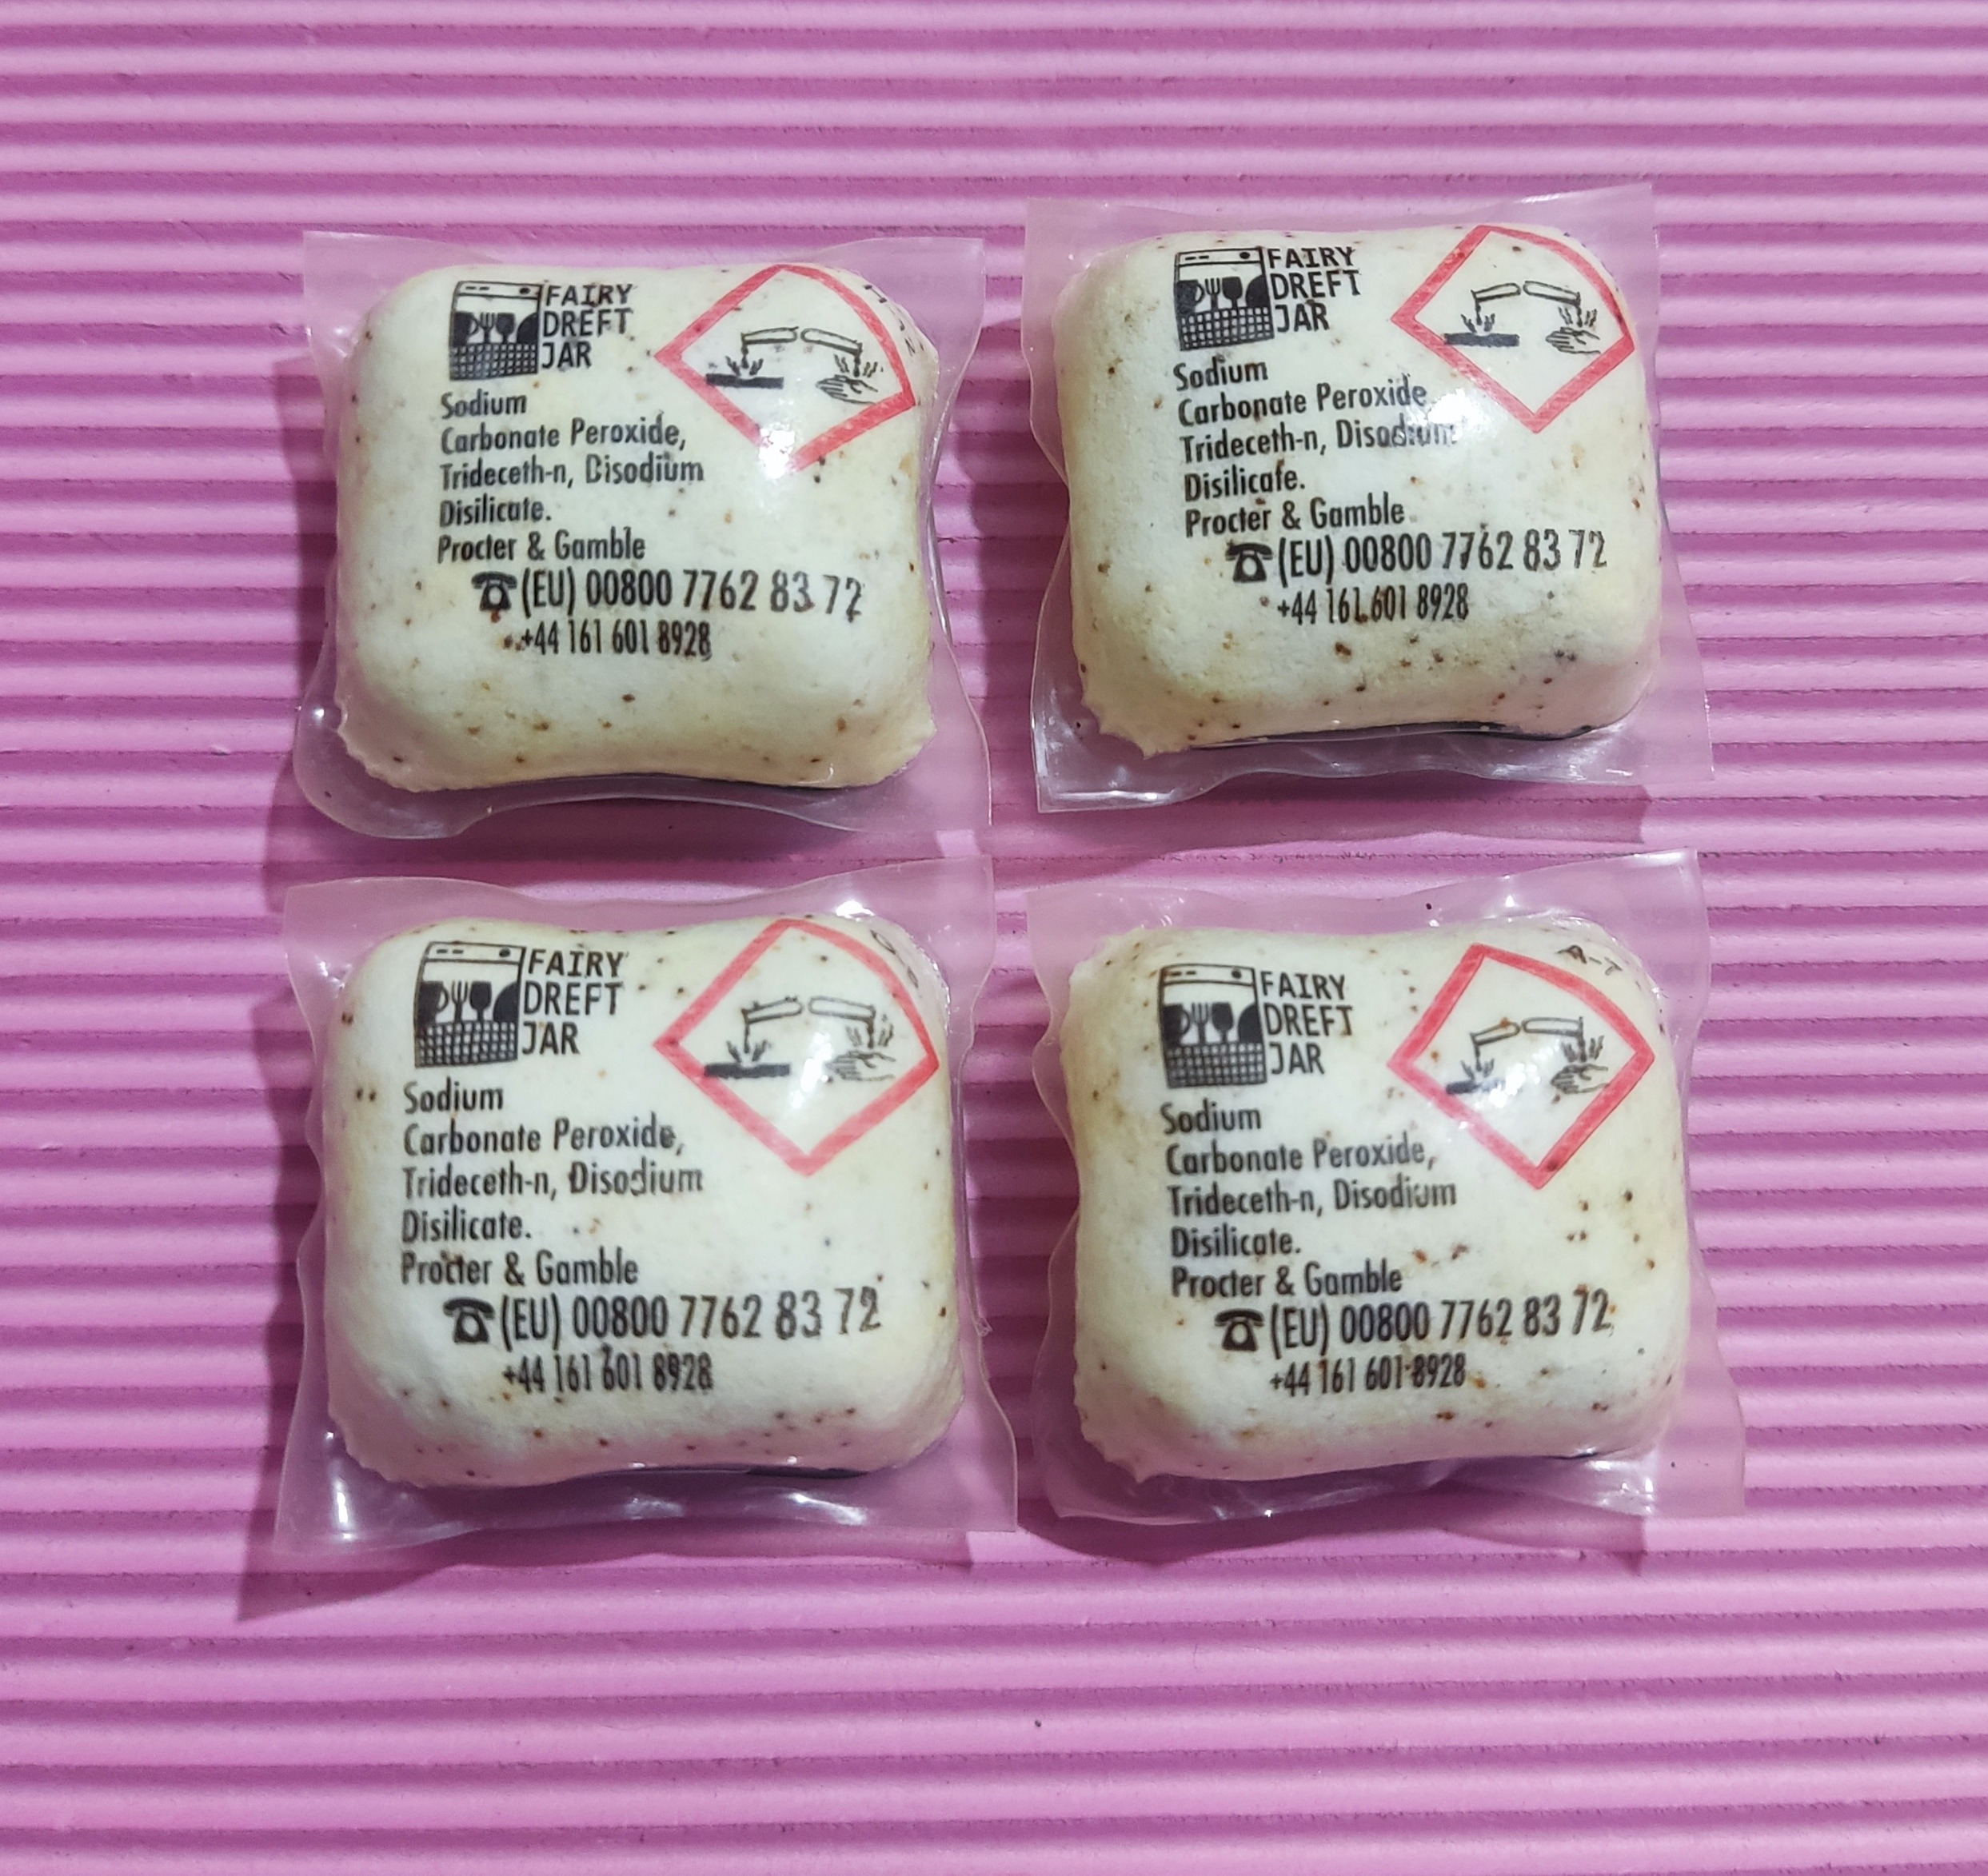 FAIRY
DREFT
JAR
Sodium
Carbonate Peroxide,
Trideceth-n, Disodium
Disilicate.
Procter & Gamble
(EU) 00800 7762 83 72
+44 161 601 8928
FAIRY
DREFT
JAR
Sodium
Carbonate Peroxide,
Trideceth-n, Disodium
Disilicate.
Procter & Gamble
(EU) 00800 7762 83 72
+44 161 601 8928
FAIRY
DREFT
JAR
Sodium
Carbonate Peroxide,
Trideceth-n, Disodium
Disilicate.
Procter & Gamble
(EU) 00800 7762 83 72
+44 161 601 8928
FAIRY
DREFT
JAR
Sodium
Carbonate Peroxide,
Trideceth-n, Disodium
Disilicate.
Procter & Gamble
(EU) 00800 7762 83 72
+44 161 601 8928